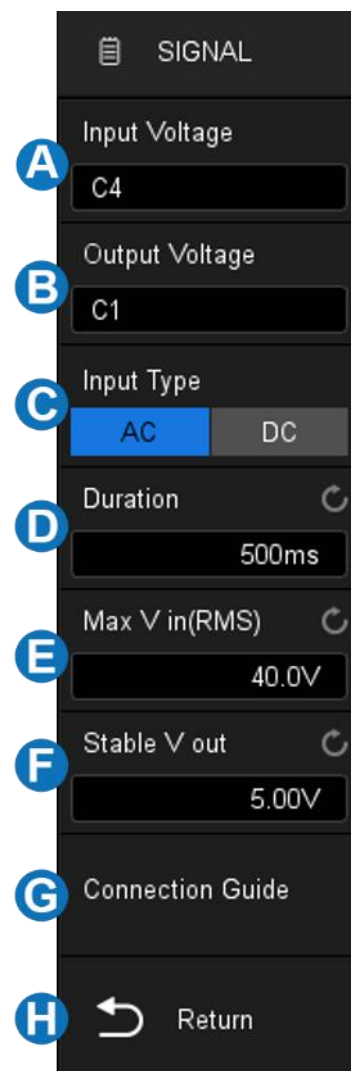 SIGNAL
A
Input Voltage
C4
B
Output Voltage
C1
C
Input Type
AC DC
D
Duration
500ms
E
Max V in(RMS)
40.0V
F
Stable V out
5.00V
G
Connection Guide
H
Return